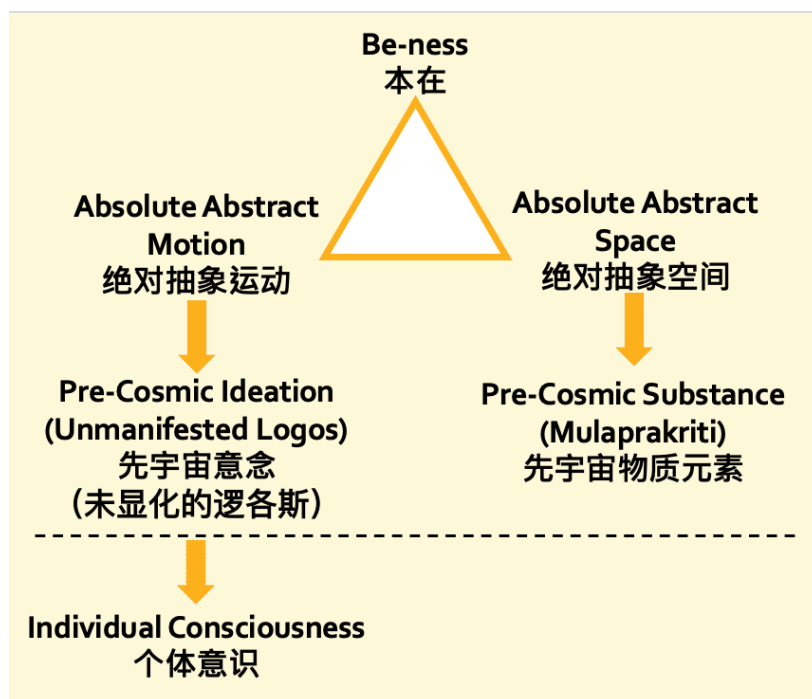 Be-ness
本在
Absolute Abstract
Motion
绝对抽象运动
Absolute Abstract
Space
绝对抽象空间
Pre-Cosmic Ideation
(Unmanifested Logos)
先宇宙意念
（未显化的逻各斯）
Pre-Cosmic Substance
(Mulaprakriti)
先宇宙物质元素
Individual Consciousness
个体意识